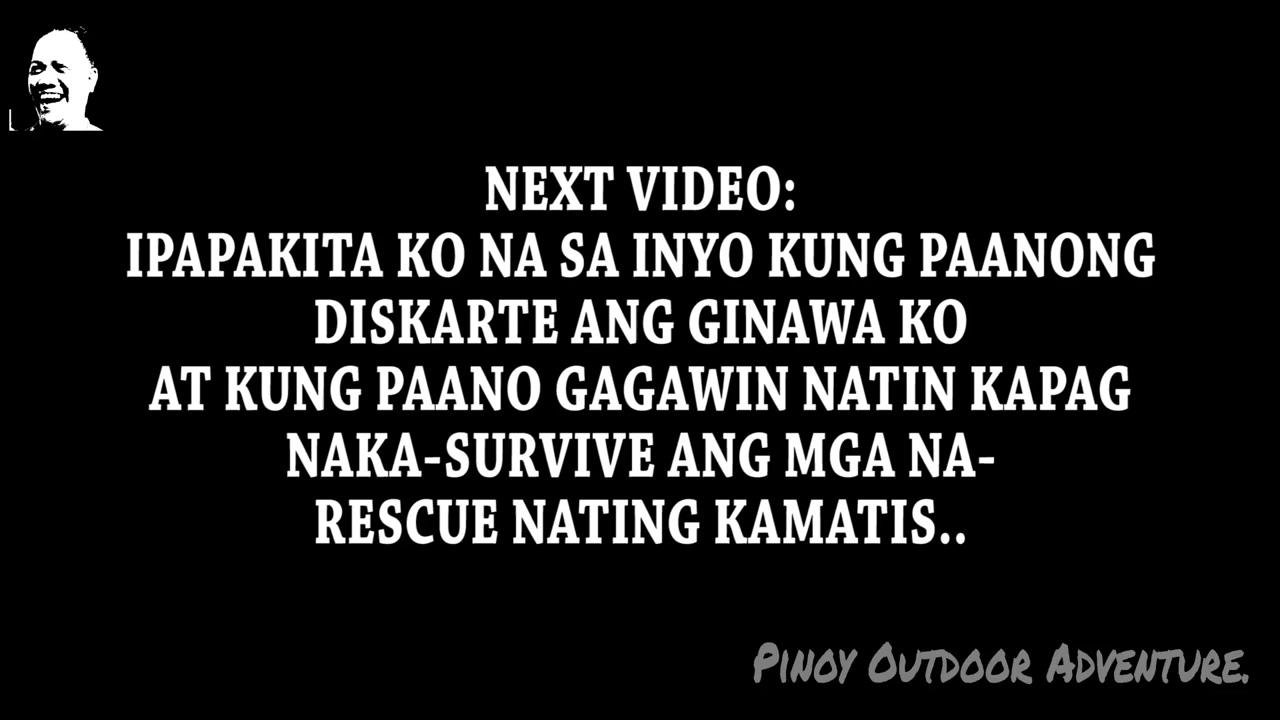 NEXT VIDEO:
IPAPAKITA KO NA SA INYO KUNG PAANONG
DISKARTE ANG GINAWA KO
AT KUNG PAANO GAGAWIN NATIN KAPAG
NAKA-SURVIVE ANG MGA NA-
RESCUE NATING KAMATIS..
PINOY OUTDOOR ADVENTURE.